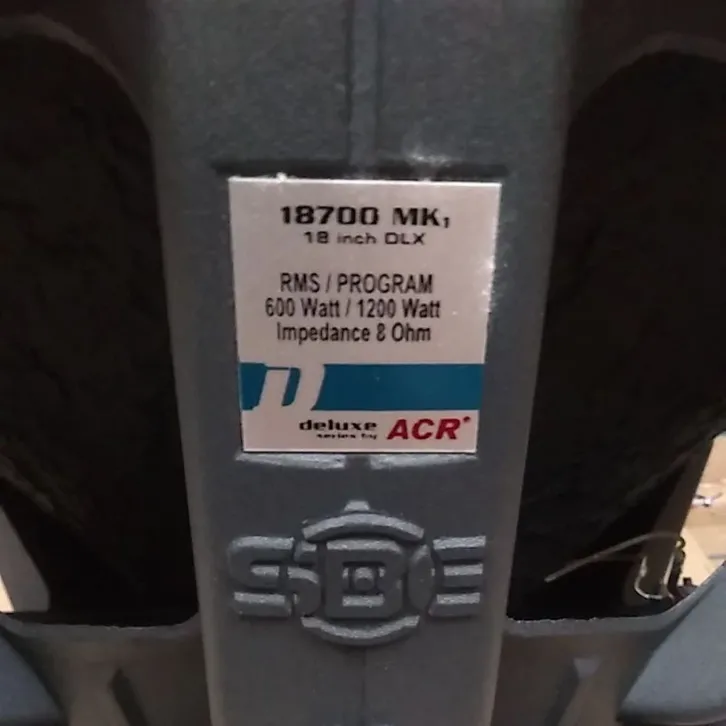 18700 MK1
18 inch DLX
RMS / PROGRAM
600 Watt / 1200 Watt
Impedance 8 Ohm
D
deluxe
series by ACR
SBE